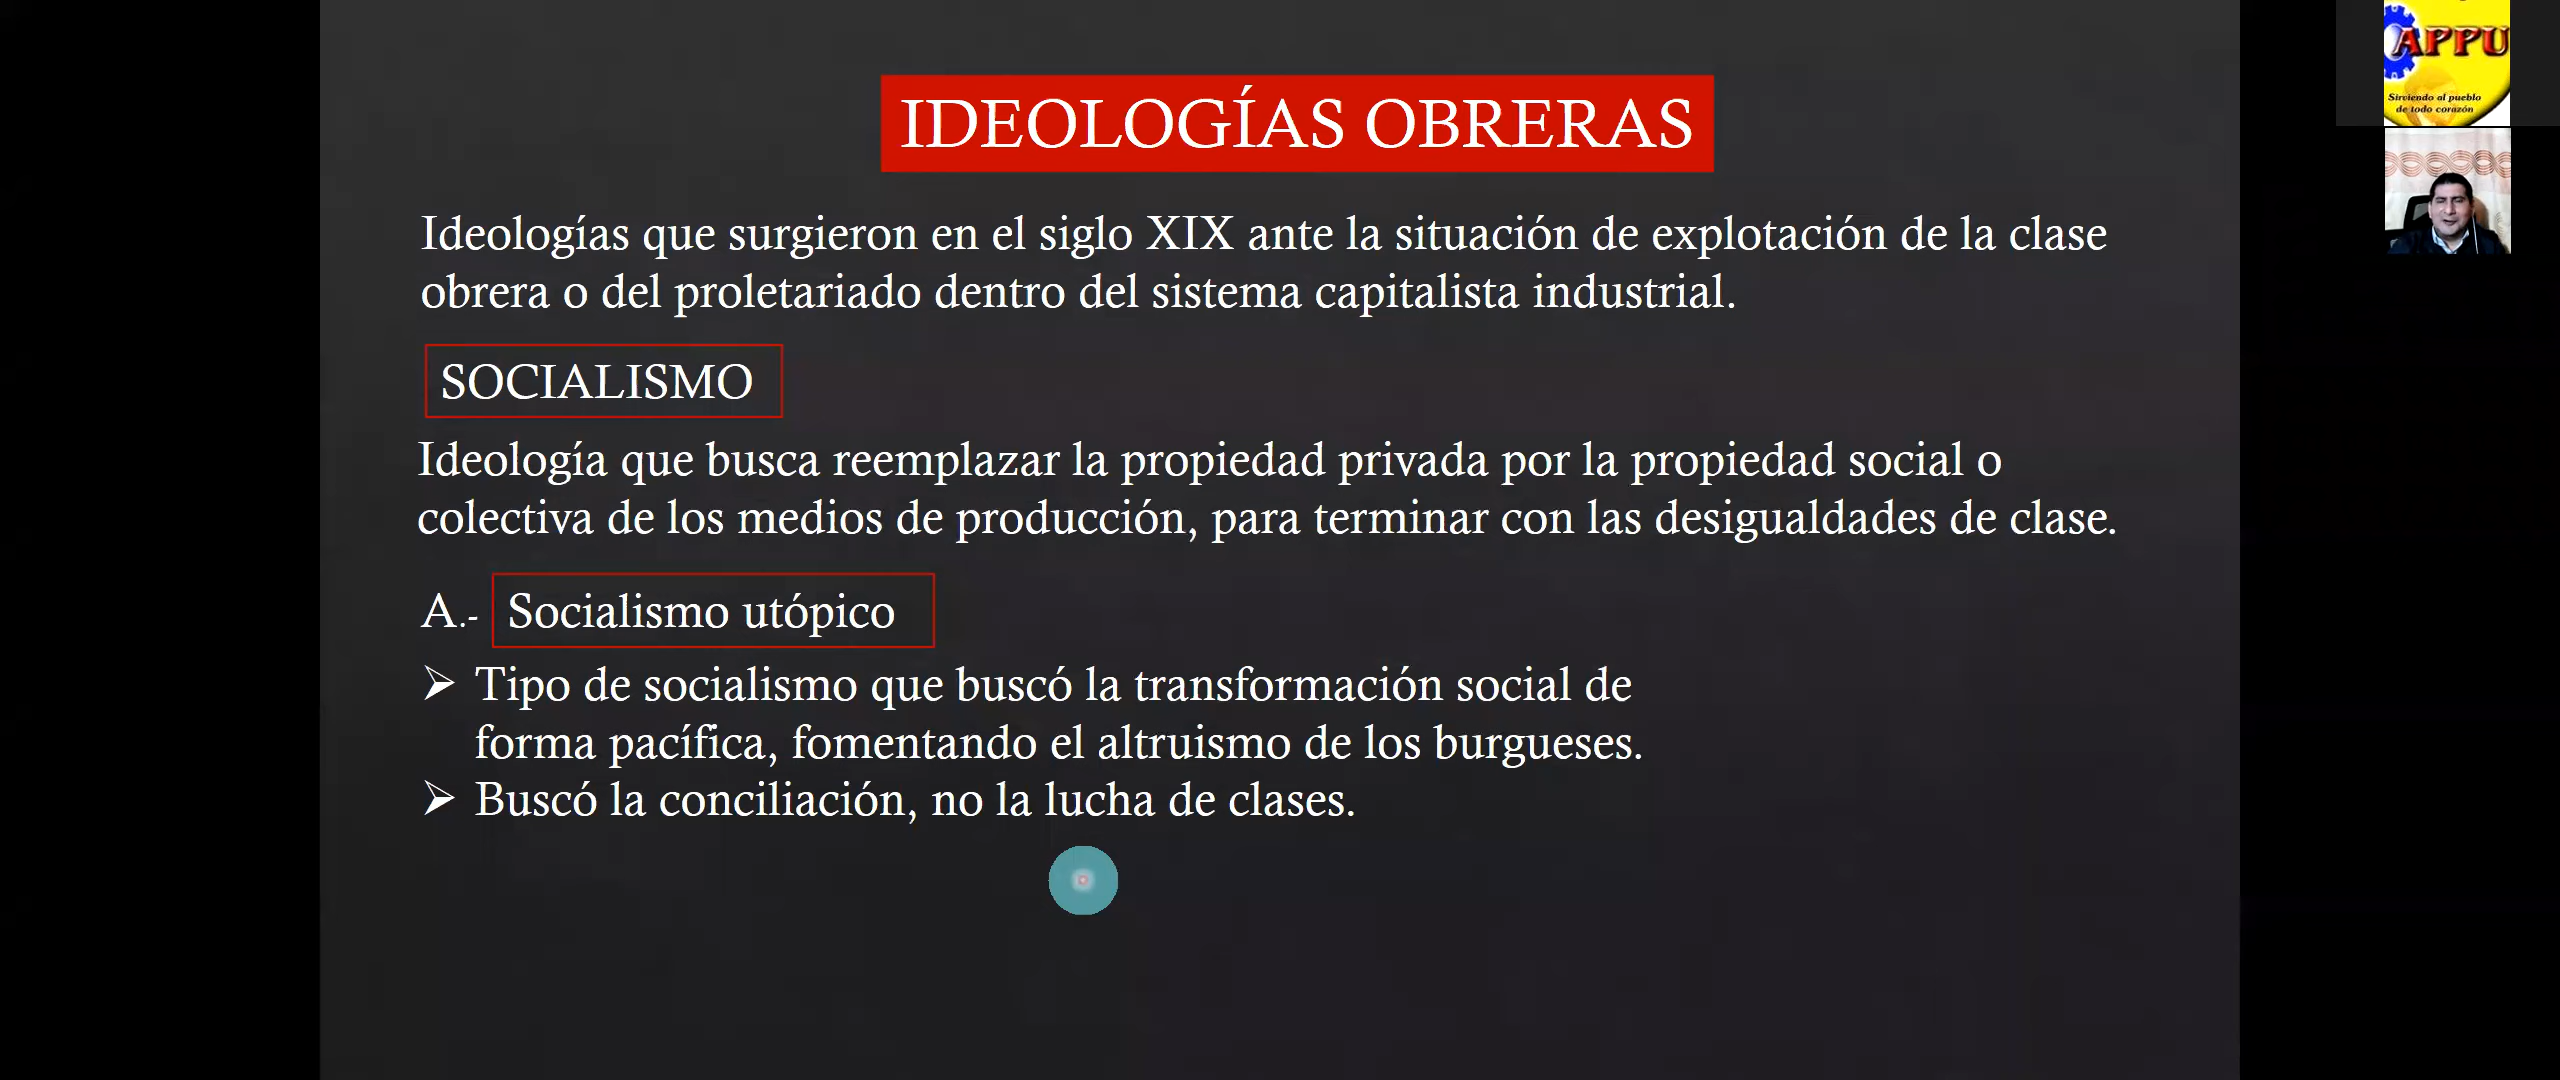 IDEOLOGÍAS OBRERAS
Ideologías que surgieron en el siglo XIX ante la situación de explotación de la clase
obrera o del proletariado dentro del sistema capitalista industrial.
SOCIALISMO
Ideología que busca reemplazar la propiedad privada por la propiedad social o
colectiva de los medios de producción, para terminar con las desigualdades de clase.
A.- Socialismo utópico
➢ Tipo de socialismo que buscó la transformación social de
forma pacífica, fomentando el altruismo de los burgueses.
➢ Buscó la conciliación, no la lucha de clases.
CAPPU
Sirviendo al pueblo
de todo corazón